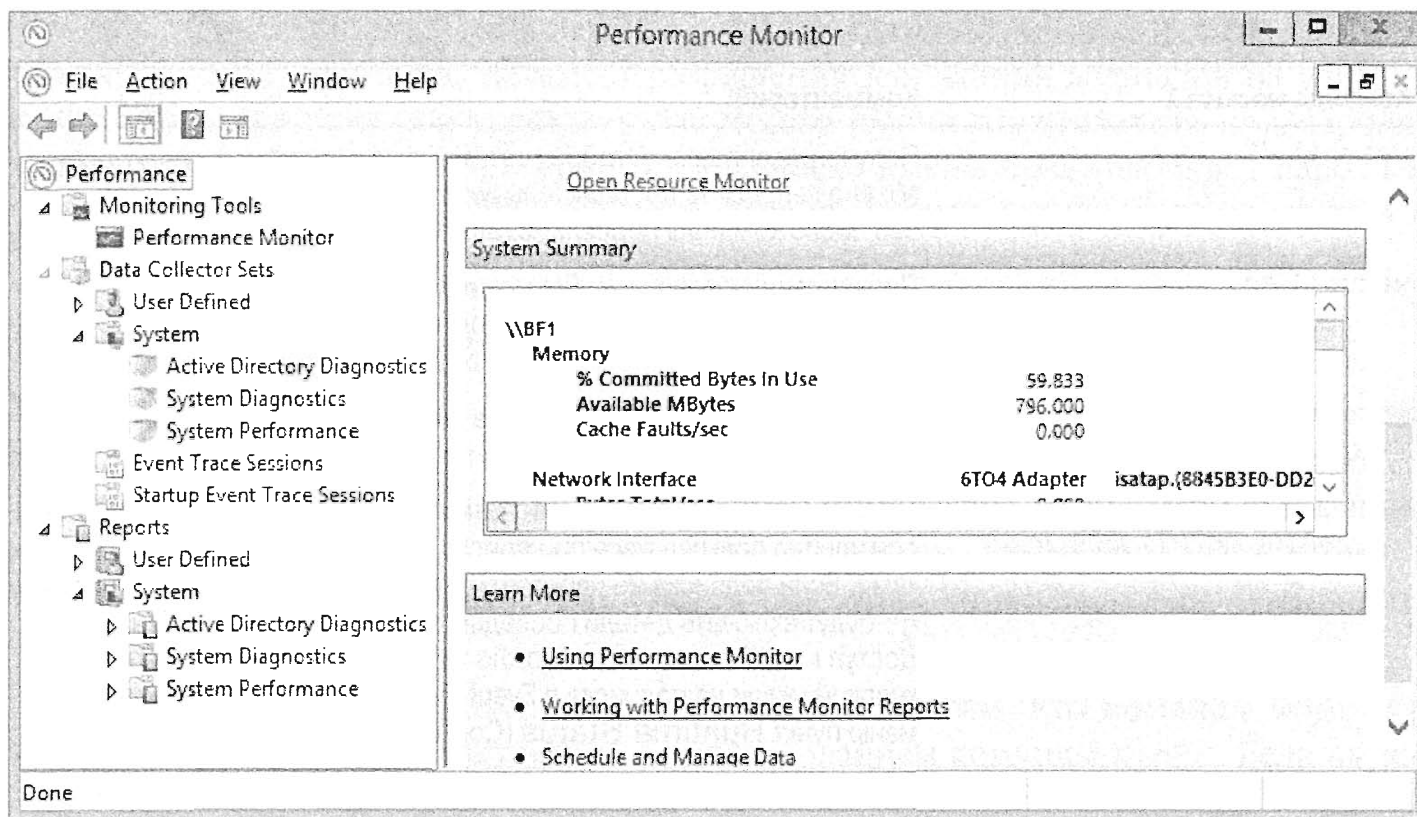 Performance Monitor
File Action View Window Help
Performance
Monitoring Tools
Performance Monitor
Data Collector Sets
User Defined
System
Active Directory Diagnostics
System Diagnostics
System Performance
Event Trace Sessions
Startup Event Trace Sessions
Reports
User Defined
System
Active Directory Diagnostics
System Diagnostics
System Performance
Open Resource Monitor
System Summary
\\BF1
Memory
% Committed Bytes In Use 59.833
Available MBytes 796.000
Cache Faults/sec 0.000
Network Interface 6TO4 Adapter isatap.{8845B3E0-DD2
Learn More
• Using Performance Monitor
• Working with Performance Monitor Reports
• Schedule and Manage Data
Done